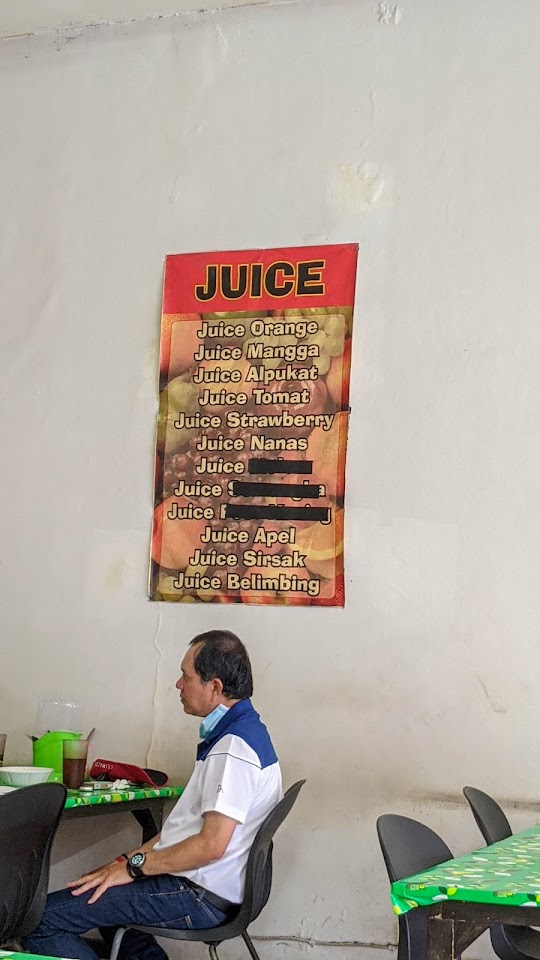 JUICE
Juice Orange
Juice Mangga
Juice Alpukat
Juice Tomat
Juice Strawberry
Juice Nanas
Juice
Juice
Juice
Juice Apel
Juice Sirsak
Juice Belimbing